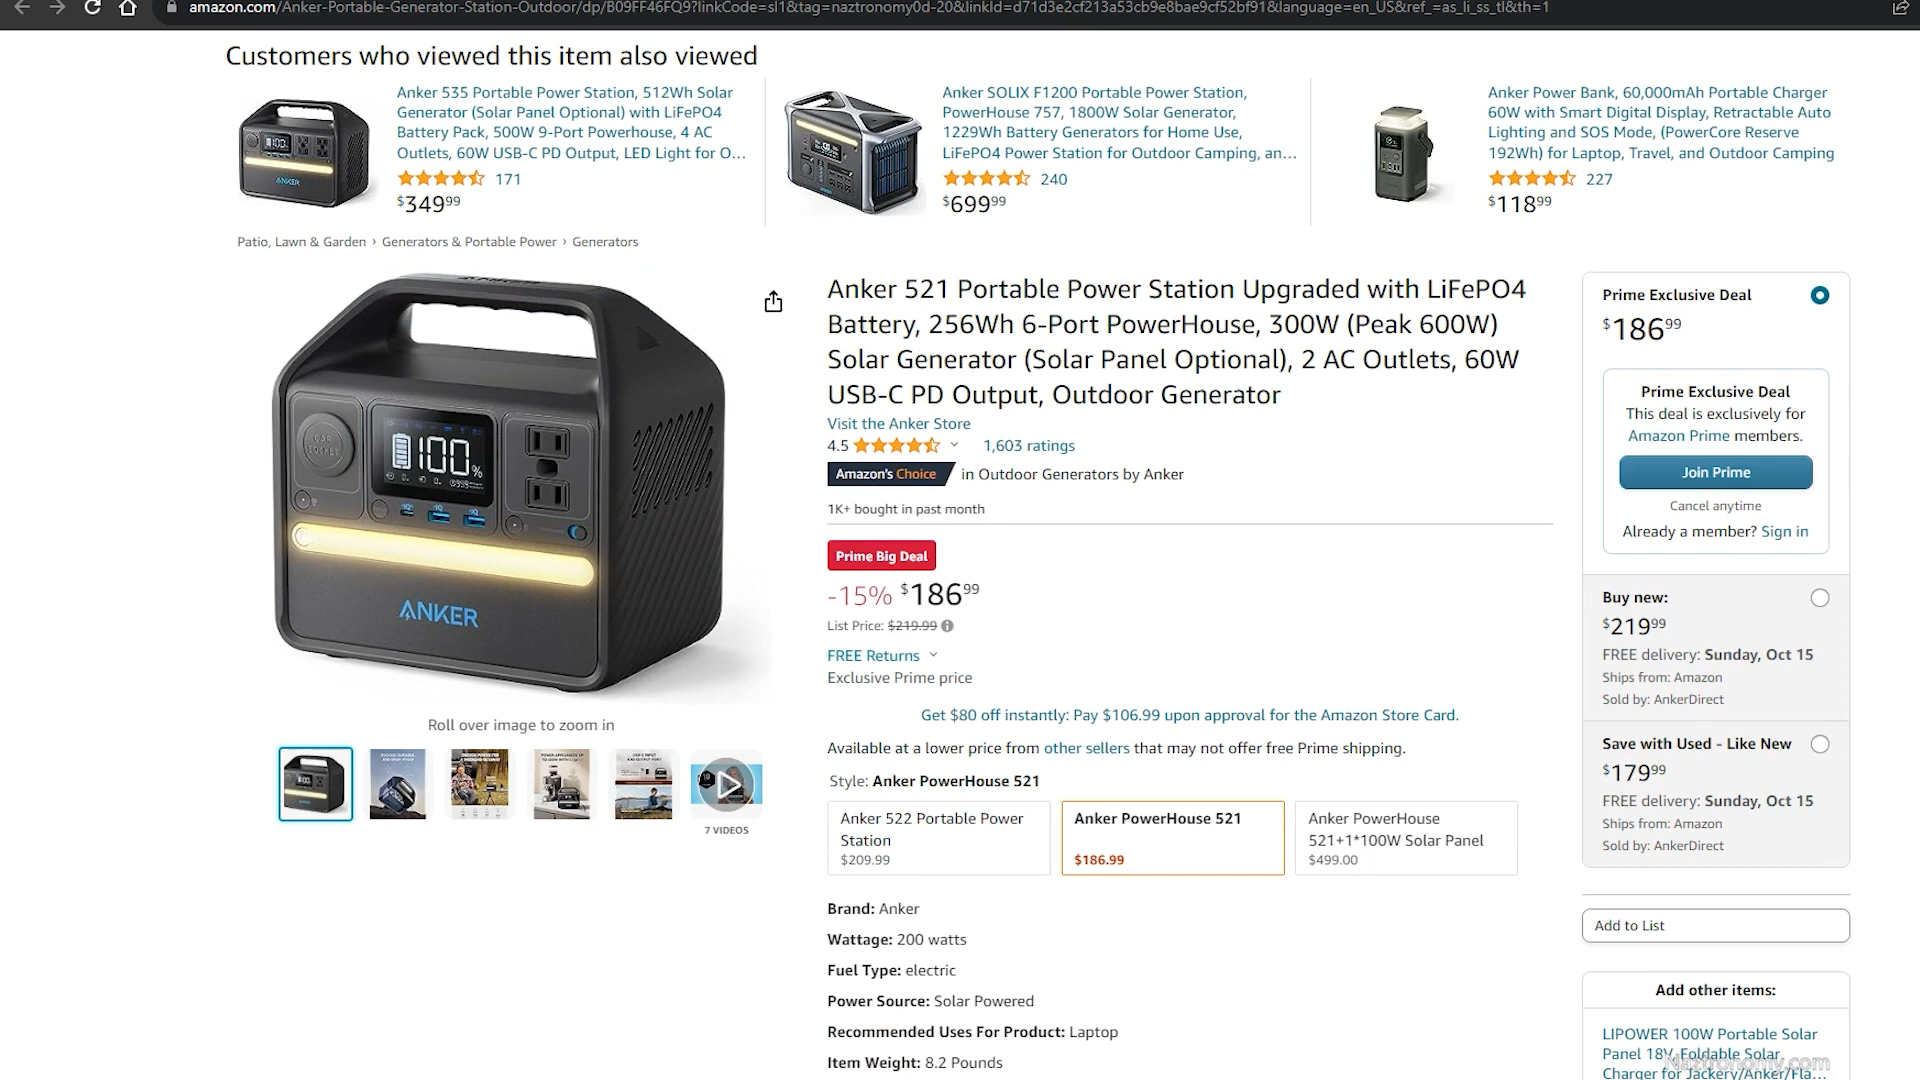 amazon.com/Anker-Portable-Generator-Station-Outdoor/dp/B09FF46FQ9?linkCode=sl1&tag=naztronomy0d-20&linkId=d71d3e2cf213a53cb9e8bae9cf52bf91&language=en_US&ref_=as_li_ss_tl&th=1
Customers who viewed this item also viewed
Anker 535 Portable Power Station, 512Wh Solar
Generator (Solar Panel Optional) with LiFePO4
Battery Pack, 500W 9-Port Powerhouse, 4 AC
Outlets, 60W USB-C PD Output, LED Light for O...
171
$349.99
Anker SOLIX F1200 Portable Power Station,
PowerHouse 757, 1800W Solar Generator,
1229Wh Battery Generators for Home Use,
LiFePO4 Power Station for Outdoor Camping, an...
240
$699.99
Anker Power Bank, 60,000mAh Portable Charger
60W with Smart Digital Display, Retractable Auto
Lighting and SOS Mode, (PowerCore Reserve
192Wh) for Laptop, Travel, and Outdoor Camping
227
$118.99
Patio, Lawn & Garden › Generators & Portable Power › Generators
CAR
SOCKET
100%
ANKER
Roll over image to zoom in
7 VIDEOS
Anker 521 Portable Power Station Upgraded with LiFePO4
Battery, 256Wh 6-Port PowerHouse, 300W (Peak 600W)
Solar Generator (Solar Panel Optional), 2 AC Outlets, 60W
USB-C PD Output, Outdoor Generator
Visit the Anker Store
4.5 1,603 ratings
Amazon's Choice in Outdoor Generators by Anker
1K+ bought in past month
Prime Big Deal
-15% $186.99
List Price: $219.99
FREE Returns
Exclusive Prime price
Get $80 off instantly: Pay $106.99 upon approval for the Amazon Store Card.
Available at a lower price from other sellers that may not offer free Prime shipping.
Style: Anker PowerHouse 521
Anker 522 Portable Power
Station
$209.99
Anker PowerHouse 521
$186.99
Anker PowerHouse
521+1*100W Solar Panel
$499.00
Brand: Anker
Wattage: 200 watts
Fuel Type: electric
Power Source: Solar Powered
Recommended Uses For Product: Laptop
Item Weight: 8.2 Pounds
Prime Exclusive Deal
$186.99
Prime Exclusive Deal
This deal is exclusively for
Amazon Prime members.
Join Prime
Cancel anytime
Already a member? Sign in
Buy new:
$219.99
FREE delivery: Sunday, Oct 15
Ships from: Amazon
Sold by: AnkerDirect
Save with Used - Like New
$179.99
FREE delivery: Sunday, Oct 15
Ships from: Amazon
Sold by: AnkerDirect
Add to List
Add other items:
LIPOWER 100W Portable Solar
Panel 18V, Foldable Solar
Charger for Jackery/Anker/Fla...
Naztronomy.com